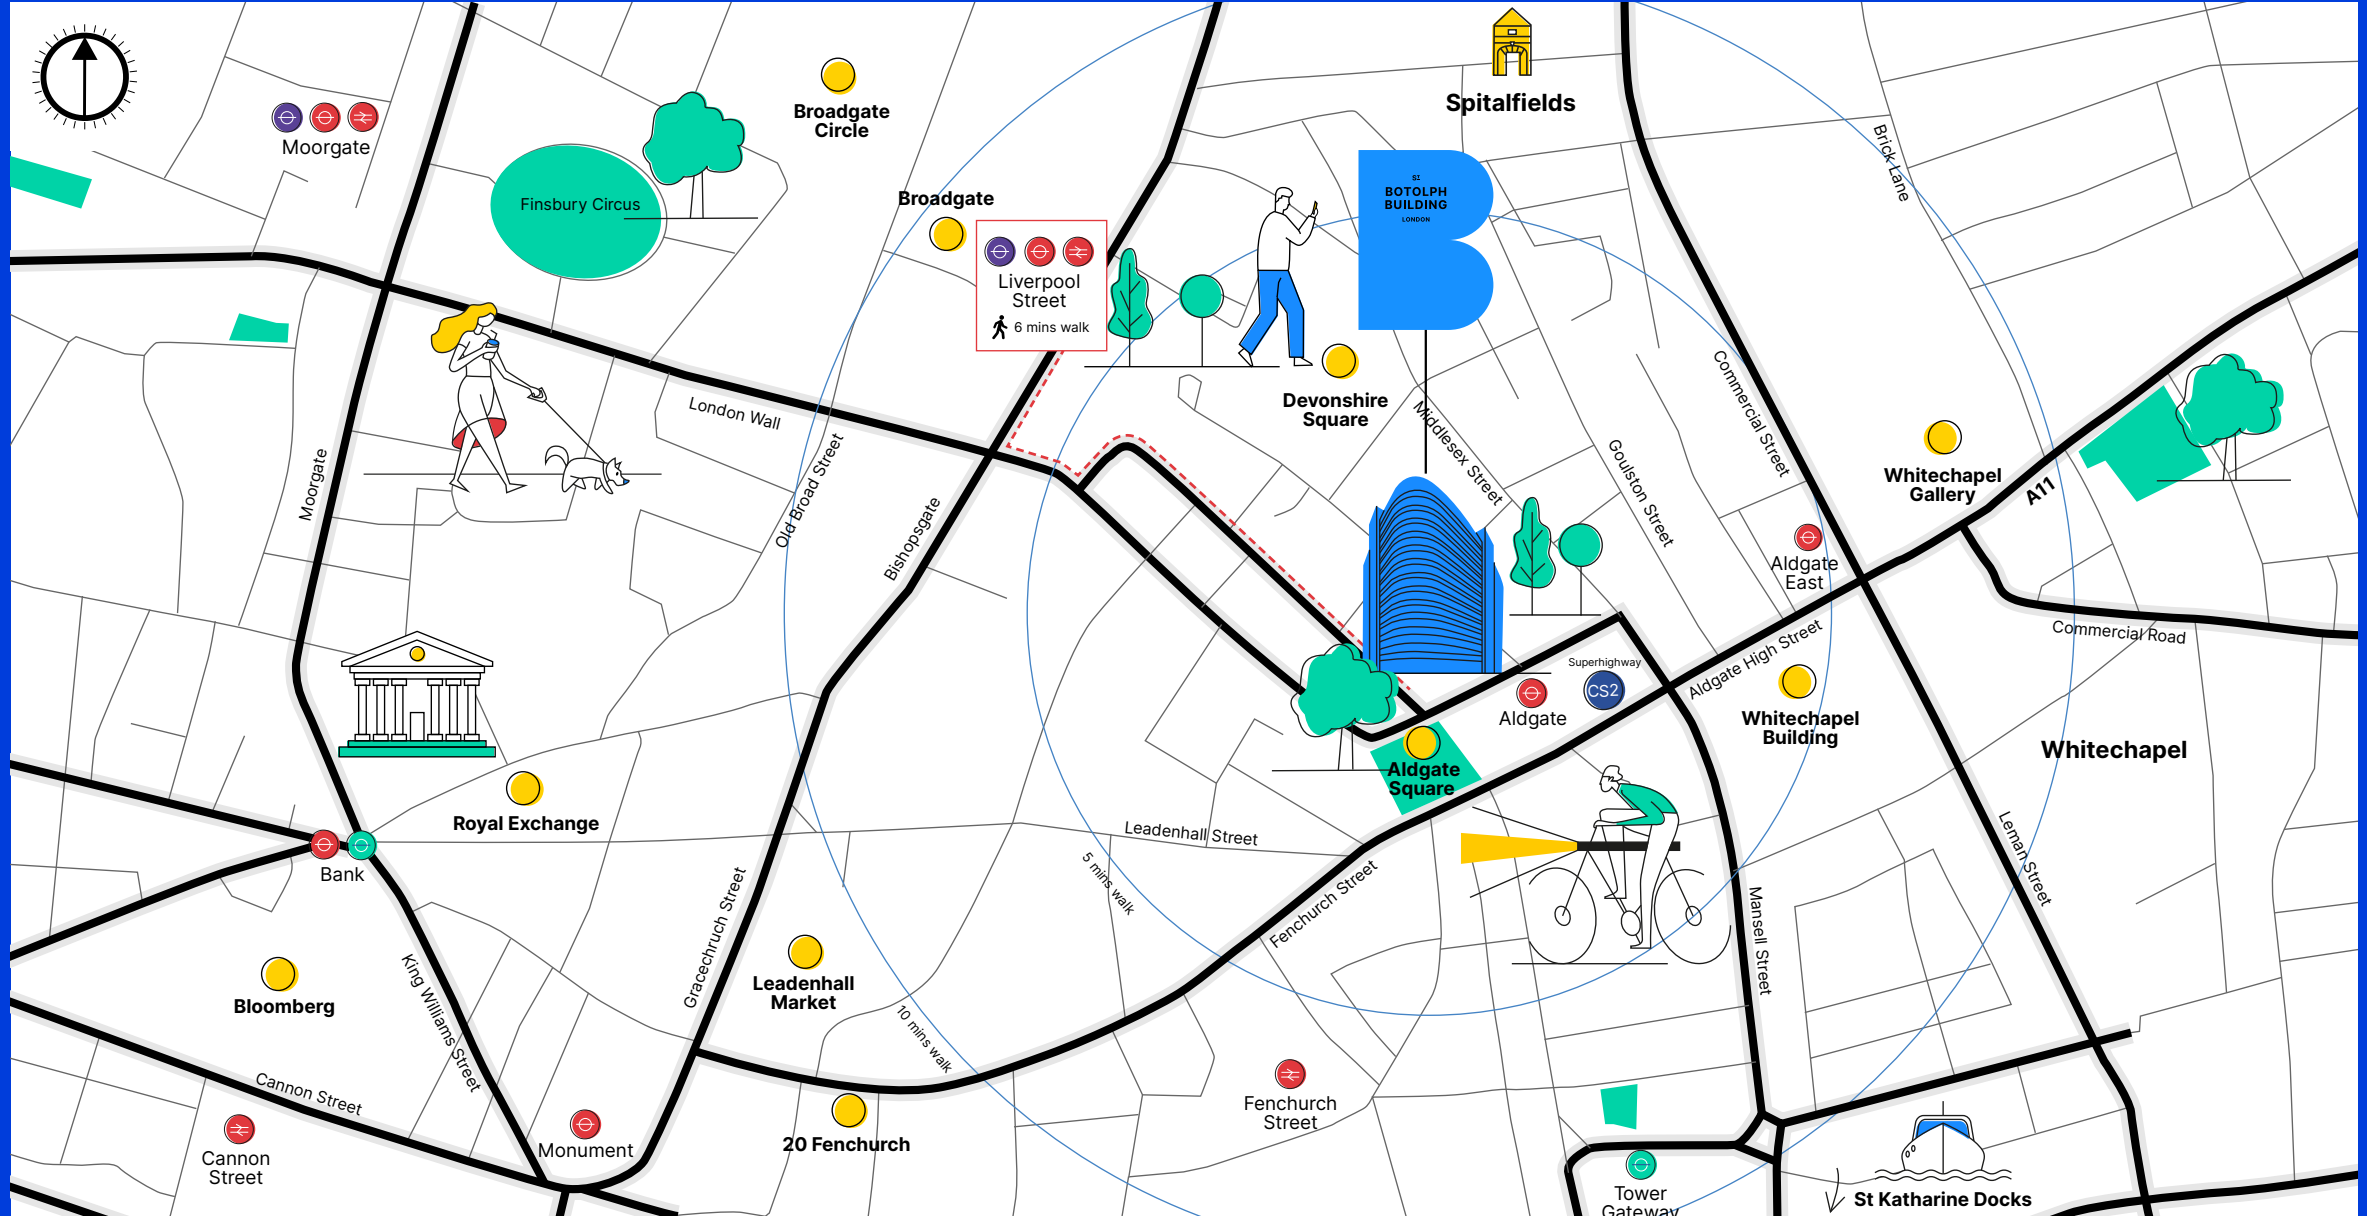 Spitalfields
Broadgate
Circle
Moorgate
Brick Lane
ST
BOTOLPH
BUILDING
LONDON
Broadgate
Finsbury Circus
Liverpool
Street
6 mins walk
Devonshire
Square
London Wall
Middlesex Street
Commercial Street
Goulston Street
Moorgate
Old Broad Street
Bishopsgate
Whitechapel
Gallery
A11
Aldgate
East
Commercial Road
Aldgate High Street
Superhighway
CS2
Aldgate
Whitechapel
Building
Whitechapel
Aldgate
Square
Royal Exchange
Leadenhall Street
Bank
5 mins walk
Fenchurch Street
Leman Street
Mansell Street
Gracechruch Street
King Williams Street
Bloomberg
Leadenhall
Market
10 mins walk
Cannon Street
Fenchurch
Street
Monument
20 Fenchurch
Cannon
Street
Tower
Gateway
St Katharine Docks